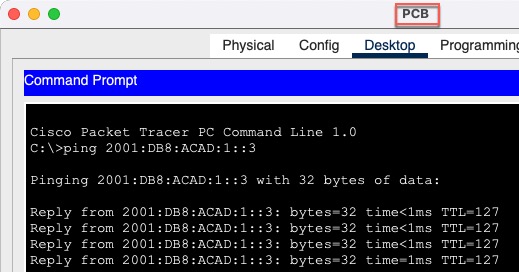 PCB
Physical Config Desktop Programming
Command Prompt
Cisco Packet Tracer PC Command Line 1.0
C:\>ping 2001:DB8:ACAD:1::3
Pinging 2001:DB8:ACAD:1::3 with 32 bytes of data:
Reply from 2001:DB8:ACAD:1::3: bytes=32 time<1ms TTL=127
Reply from 2001:DB8:ACAD:1::3: bytes=32 time<1ms TTL=127
Reply from 2001:DB8:ACAD:1::3: bytes=32 time<1ms TTL=127
Reply from 2001:DB8:ACAD:1::3: bytes=32 time=1ms TTL=127